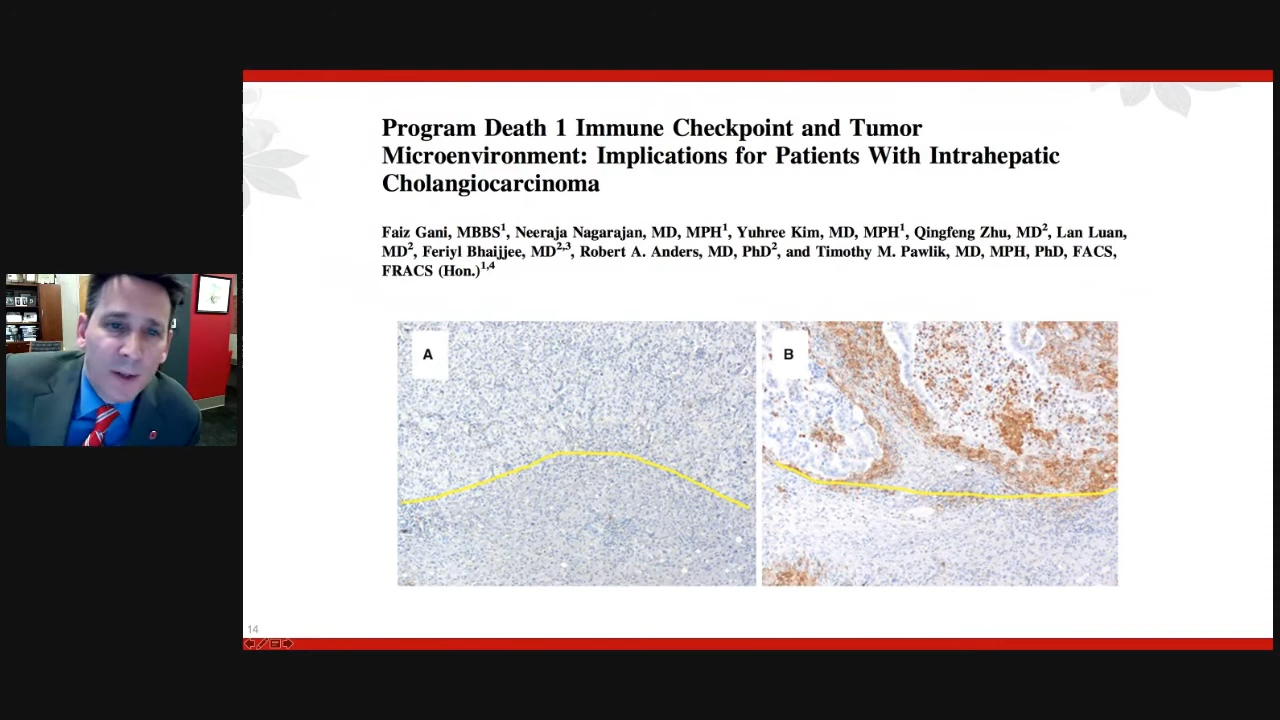 Program Death 1 Immune Checkpoint and Tumor
Microenvironment: Implications for Patients With Intrahepatic
Cholangiocarcinoma
Faiz Gani, MBBS1, Neeraja Nagarajan, MD, MPH1, Yuhree Kim, MD, MPH1, Qingfeng Zhu, MD2, Lan Luan,
MD2, Feriyl Bhaijjee, MD2,3, Robert A. Anders, MD, PhD2, and Timothy M. Pawlik, MD, MPH, PhD, FACS,
FRACS (Hon.)1,4
A
B
14